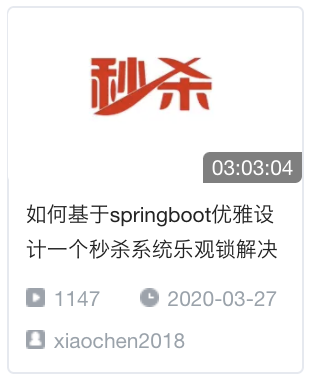 秒杀
03:03:04
如何基于springboot优雅设
计一个秒杀系统乐观锁解决
1147 2020-03-27
xiaochen2018